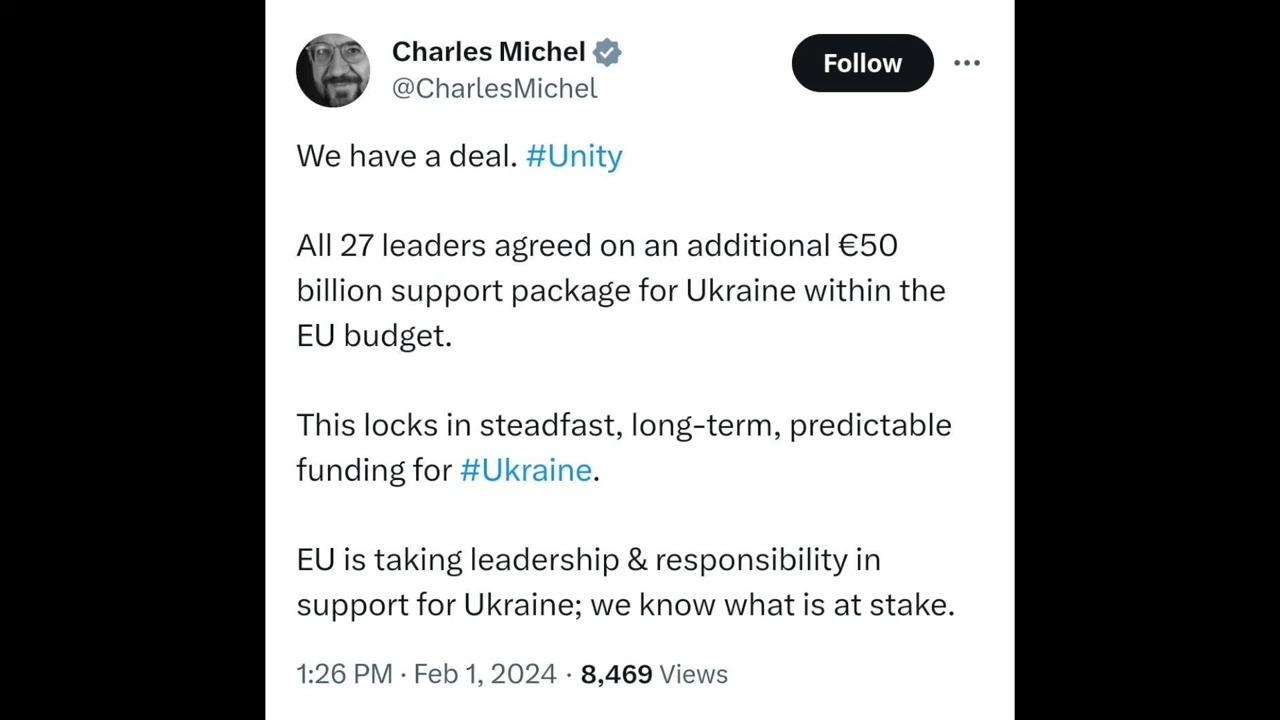 Charles Michel
@CharlesMichel
Follow
We have a deal. #Unity
All 27 leaders agreed on an additional €50
billion support package for Ukraine within the
EU budget.
This locks in steadfast, long-term, predictable
funding for #Ukraine.
EU is taking leadership & responsibility in
support for Ukraine; we know what is at stake.
1:26 PM · Feb 1, 2024 · 8,469 Views